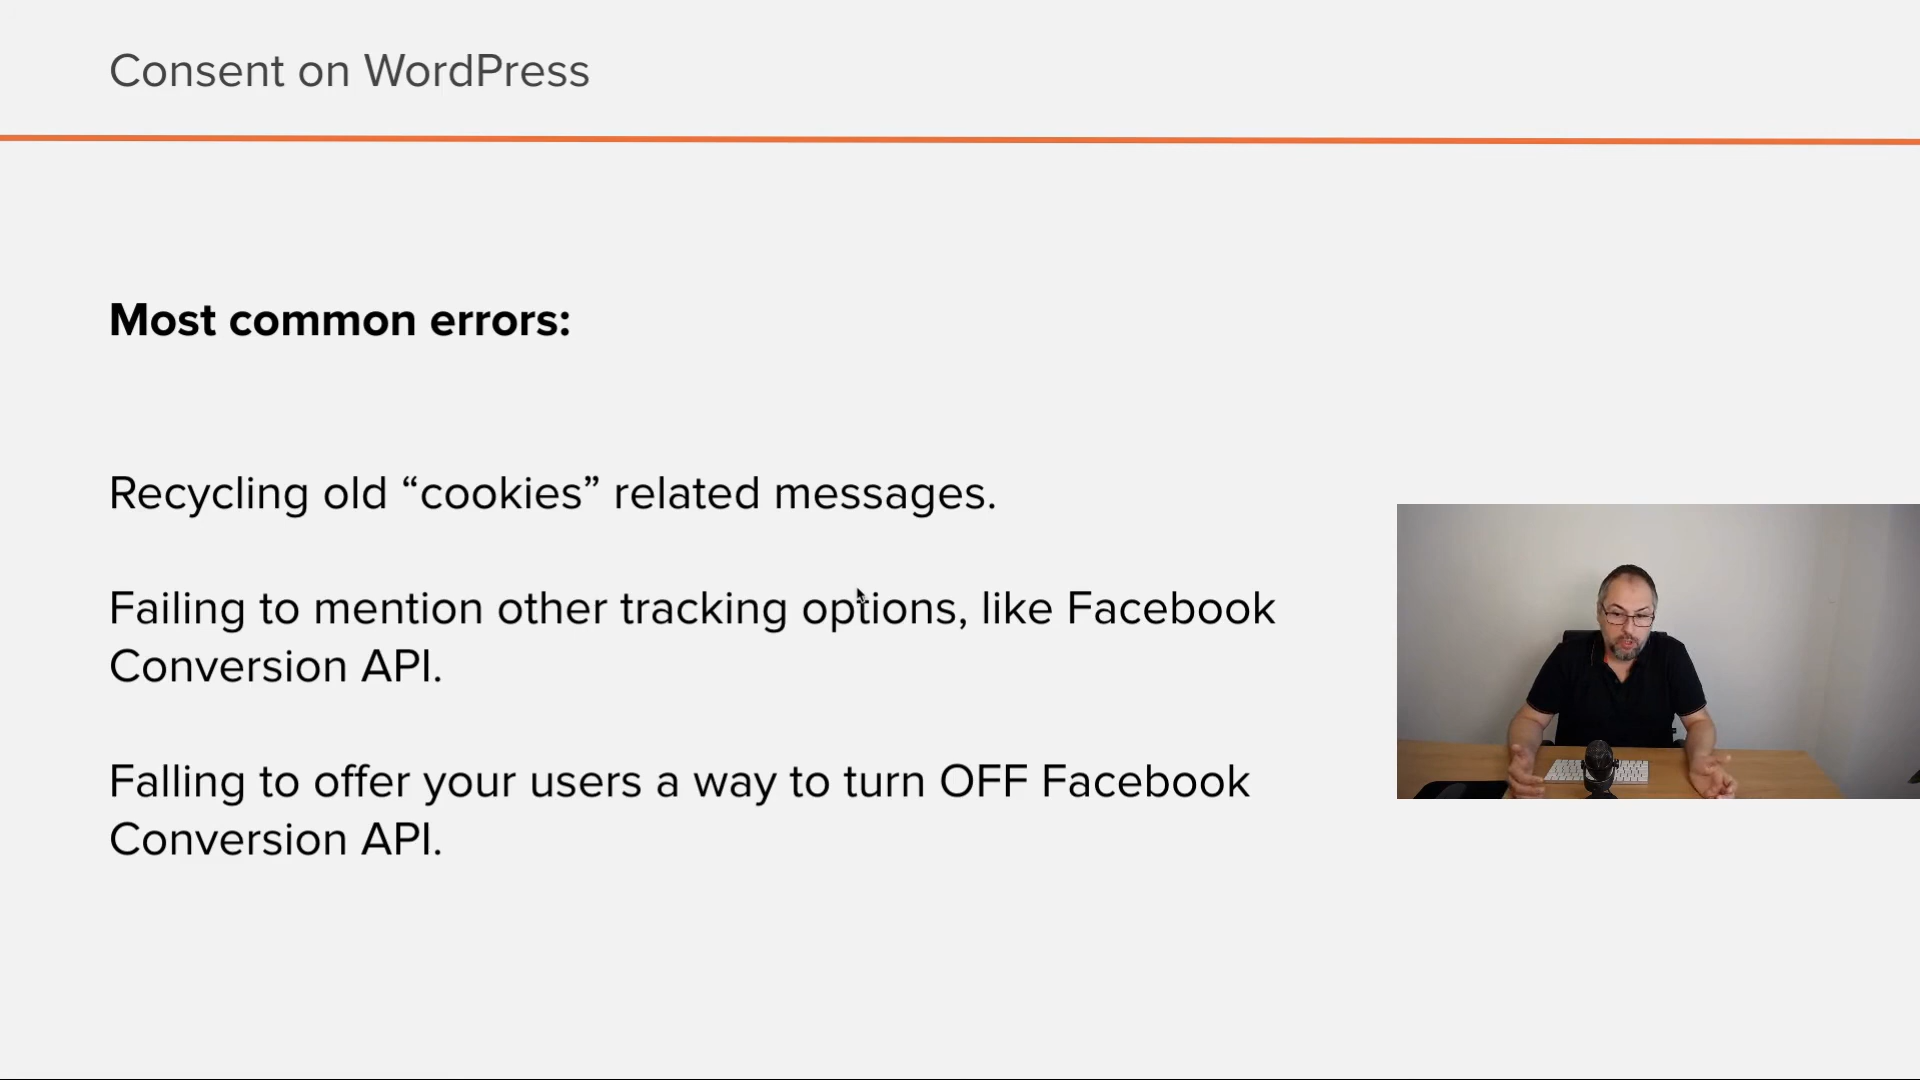 Consent on WordPress
Most common errors:
Recycling old “cookies” related messages.
Failing to mention other tracking options, like Facebook
Conversion API.
Falling to offer your users a way to turn OFF Facebook
Conversion API.